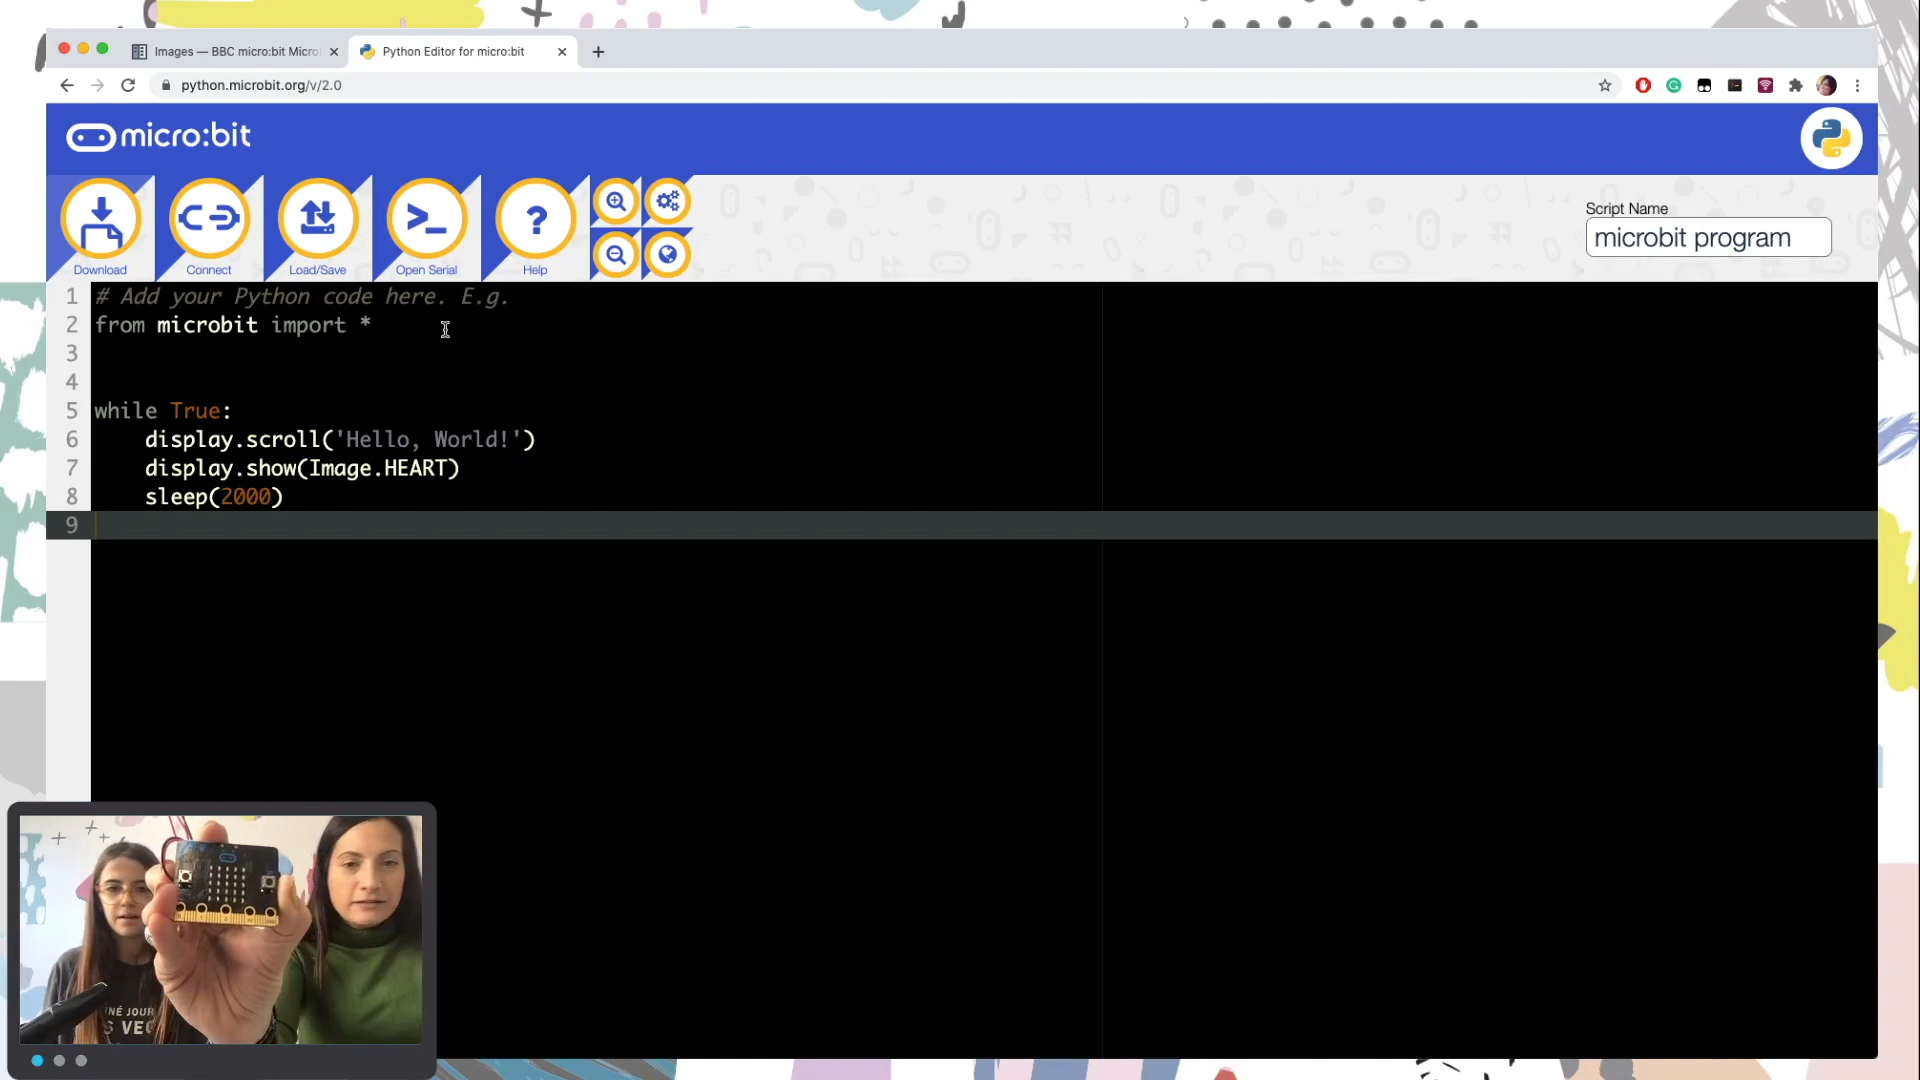 Images — BBC micro:bit Micro
Python Editor for micro:bit
python.microbit.org/v/2.0
micro:bit
Script Name
microbit program
Download
Connect
Load/Save
Open Serial
Help
1 # Add your Python code here. E.g.
2 from microbit import *
3
4
5 while True:
6 display.scroll('Hello, World!')
7 display.show(Image.HEART)
8 sleep(2000)
9